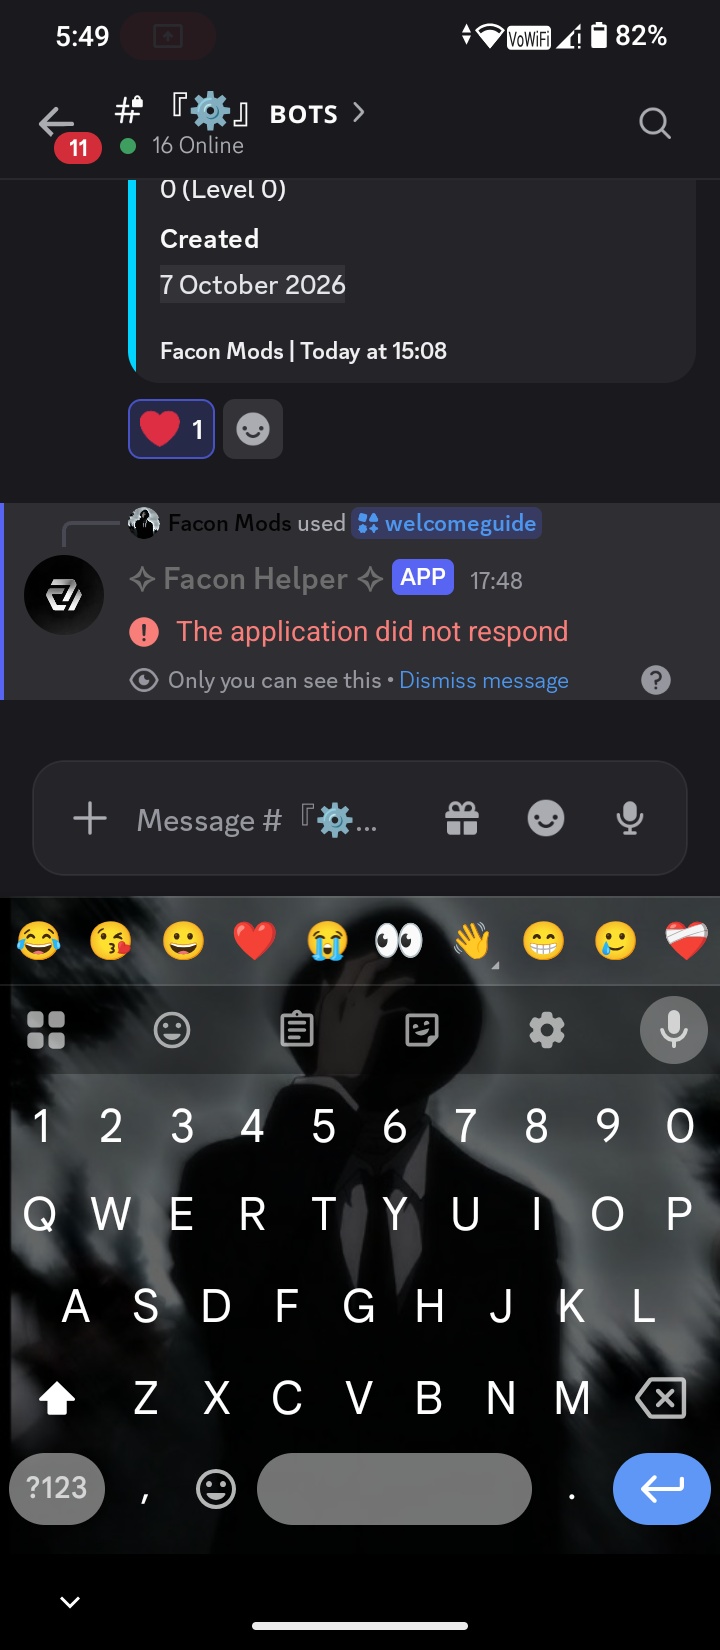 5:49 VoWiFi 82%
# 『⚙️』 BOTS
11
16 Online
0 (Level 0)
Created
7 October 2026
Facon Mods | Today at 15:08
❤️ 1
Facon Mods used welcomeguide
✧ Facon Helper ✧ APP 17:48
! The application did not respond
Only you can see this • Dismiss message ?
Message # 『⚙️...
1 2 3 4 5 6 7 8 9 0
Q W E R T Y U I O P
A S D F G H J K L
Z X C V B N M
?123 , .